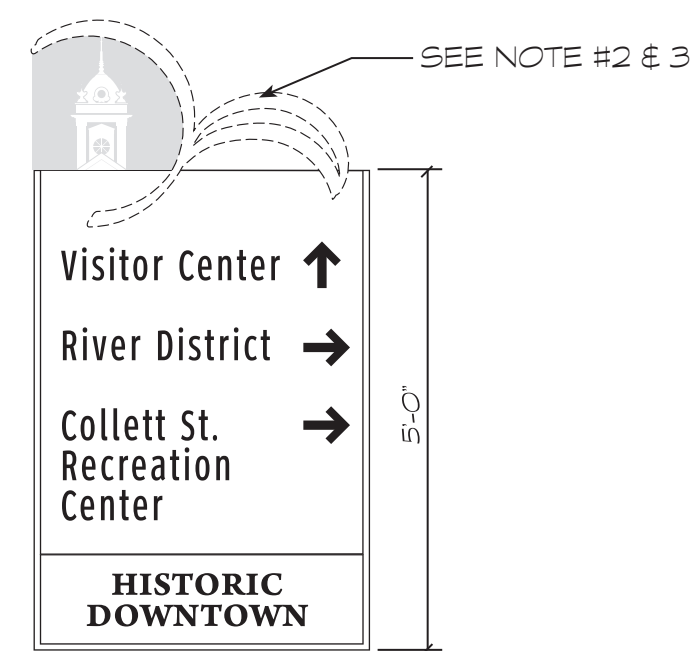 SEE NOTE #2 & 3
Visitor Center
River District
Collett St.
Recreation
Center
5'-0"
HISTORIC
DOWNTOWN